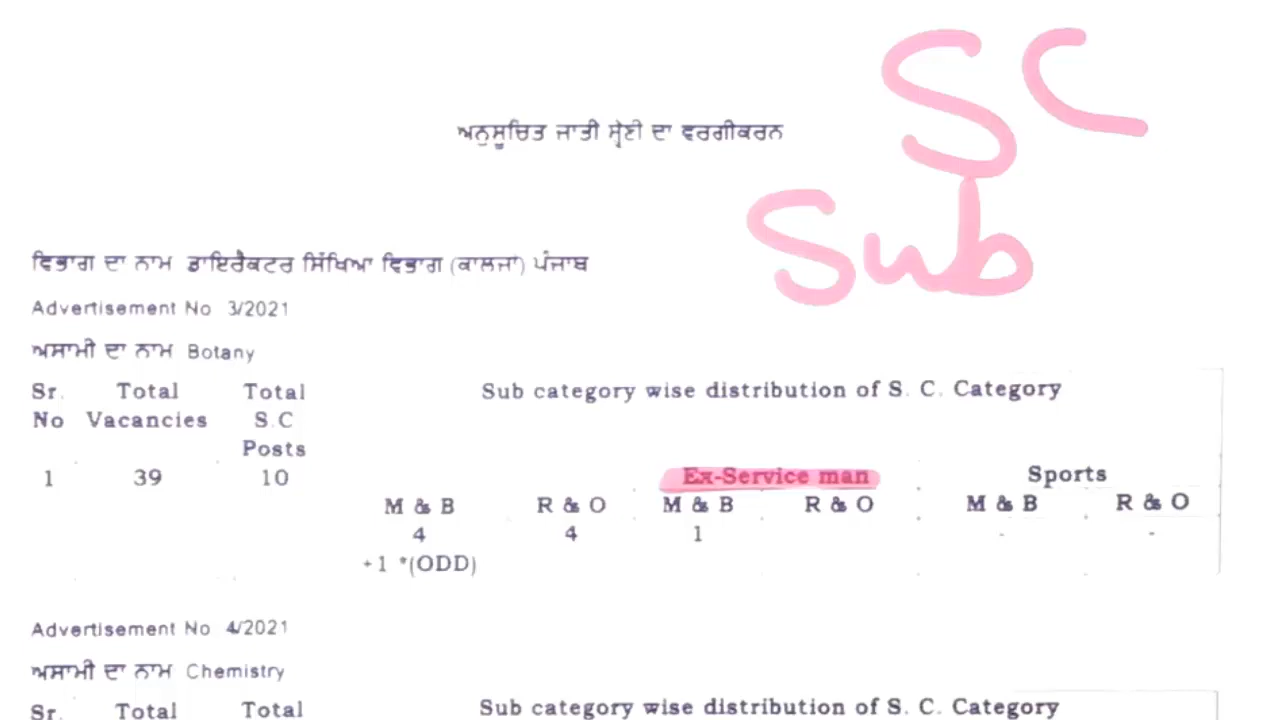 SC
ਅਨੁਸੂਚਿਤ ਜਾਤੀ ਸ਼੍ਰੇਣੀ ਦਾ ਵਰਗੀਕਰਨ
Sub
ਵਿਭਾਗ ਦਾ ਨਾਮ ਡਾਇਰੈਕਟਰ ਸਿੱਖਿਆ ਵਿਭਾਗ (ਕਾਲਜਾਂ) ਪੰਜਾਬ
Advertisement No 3/2021
ਅਸਾਮੀ ਦਾ ਨਾਮ Botany
Sr. Total Total Sub category wise distribution of S. C. Category
No Vacancies S.C
Posts
1 39 10 Ex-Service man Sports
M & B R & O M & B R & O M & B R & O
4 4 1 - -
+1 *(ODD)
Advertisement No 4/2021
ਅਸਾਮੀ ਦਾ ਨਾਮ Chemistry
Sr. Total Total Sub category wise distribution of S. C. Category